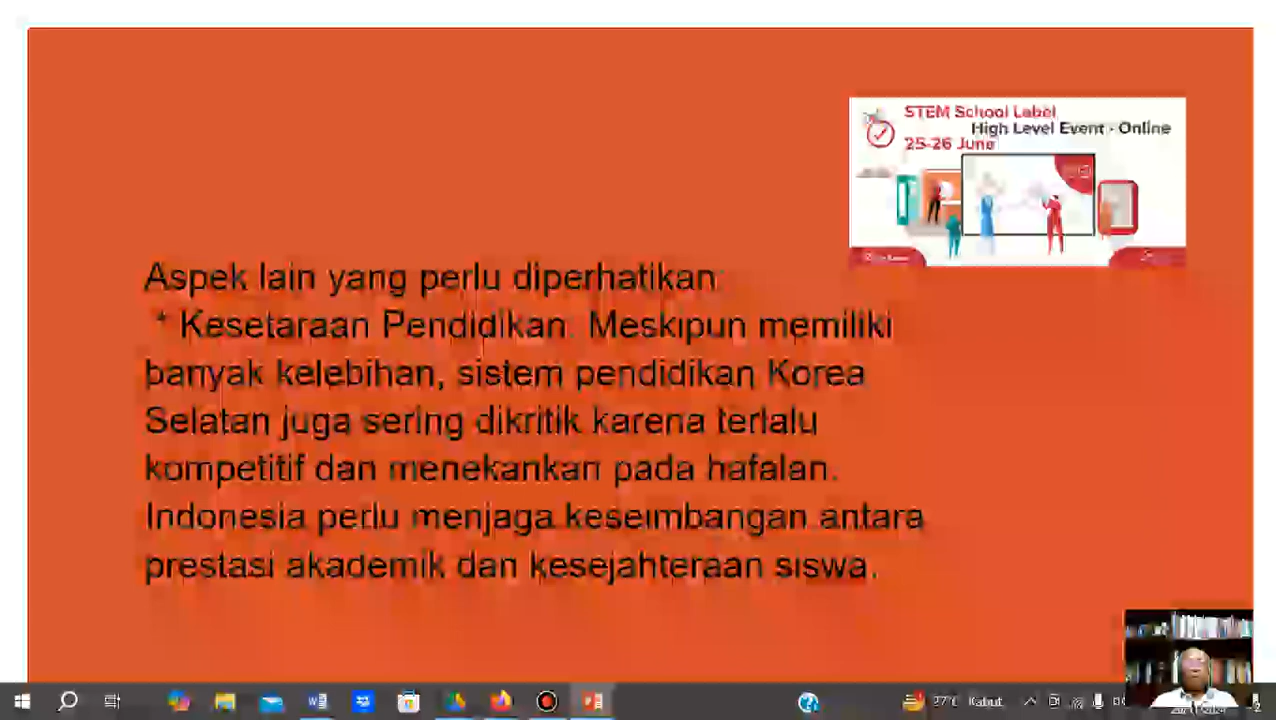 STEM School Label
High Level Event - Online
25-26 June
Aspek lain yang perlu diperhatikan:
* Kesetaraan Pendidikan: Meskipun memiliki
banyak kelebihan, sistem pendidikan Korea
Selatan juga sering dikritik karena terlalu
kompetitif dan menekankan pada hafalan.
Indonesia perlu menjaga keseimbangan antara
prestasi akademik dan kesejahteraan siswa.
27°C Kabut